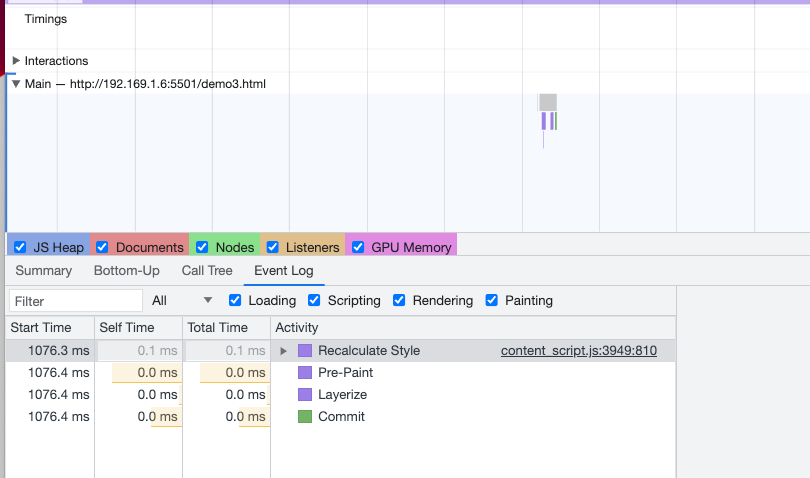 Timings
Interactions
Main — http://192.169.1.6:5501/demo3.html
JS Heap Documents Nodes Listeners GPU Memory
Summary Bottom-Up Call Tree Event Log
Filter All Loading Scripting Rendering Painting
Start Time Self Time Total Time Activity
1076.3 ms 0.1 ms 0.1 ms Recalculate Style content_script.js:3949:810
1076.4 ms 0.0 ms 0.0 ms Pre-Paint
1076.4 ms 0.0 ms 0.0 ms Layerize
1076.4 ms 0.0 ms 0.0 ms Commit